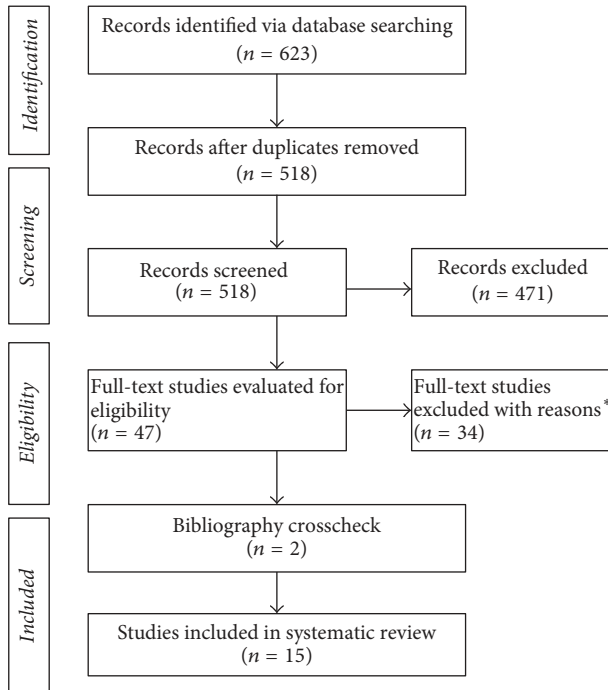 Identification
Records identified via database searching
(n = 623)
Records after duplicates removed
(n = 518)
Screening
Records screened
(n = 518)
Records excluded
(n = 471)
Eligibility
Full-text studies evaluated for
eligibility
(n = 47)
Full-text studies
excluded with reasons*
(n = 34)
Included
Bibliography crosscheck
(n = 2)
Studies included in systematic review
(n = 15)